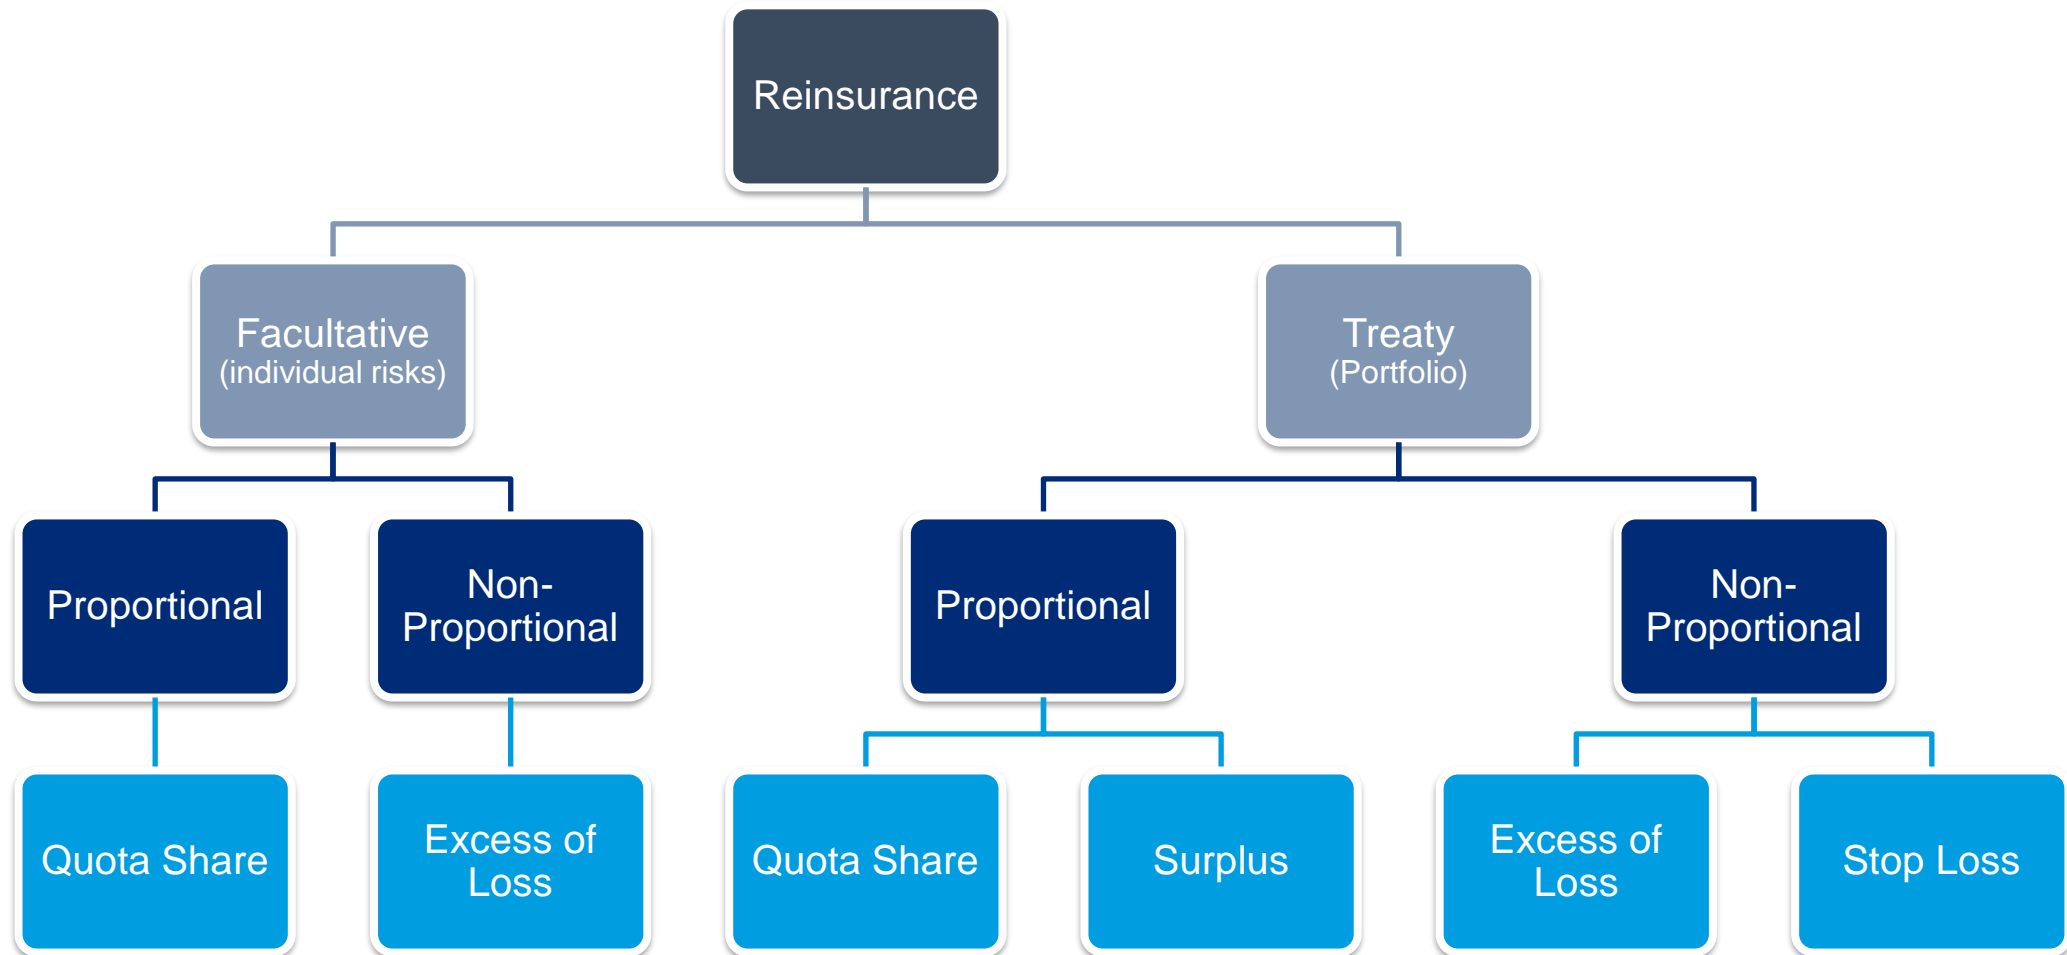 Reinsurance
Facultative
(individual risks)
Treaty
(Portfolio)
Proportional
Non-
Proportional
Proportional
Non-
Proportional
Quota Share
Excess of
Loss
Quota Share
Surplus
Excess of
Loss
Stop Loss